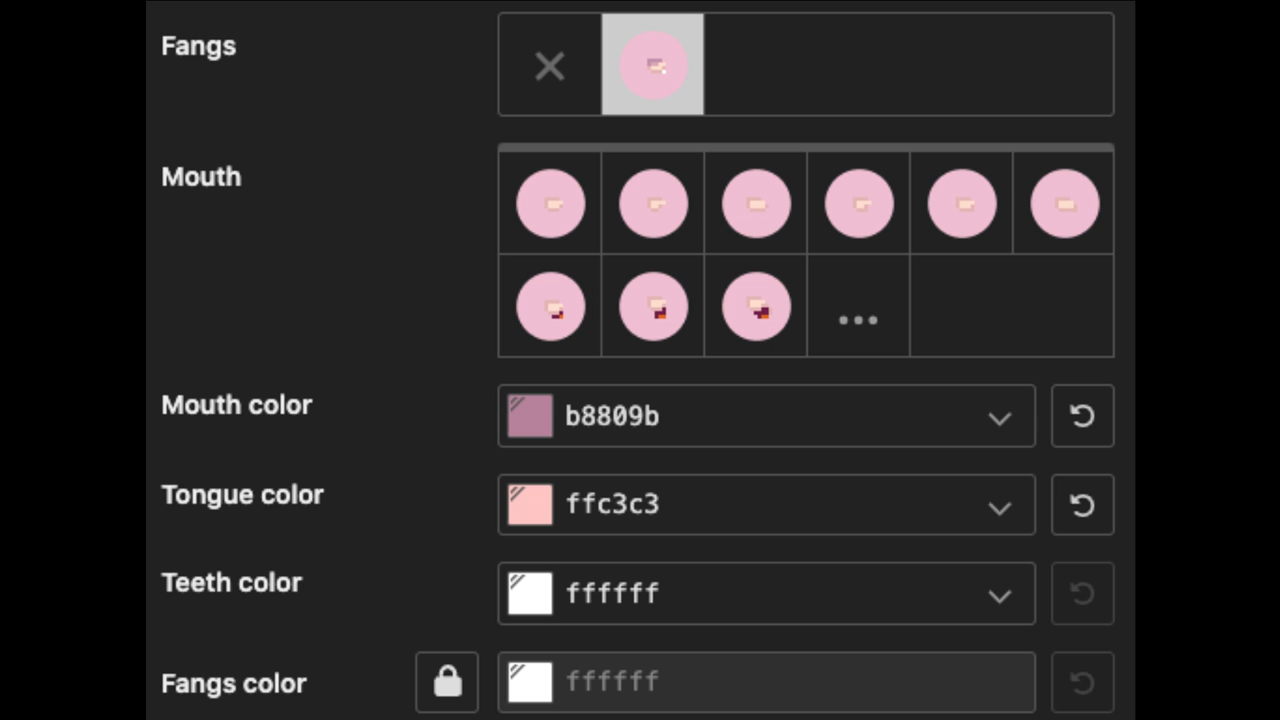 Fangs
Mouth
...
Mouth color b8809b
Tongue color ffc3c3
Teeth color ffffff
Fangs color ffffff